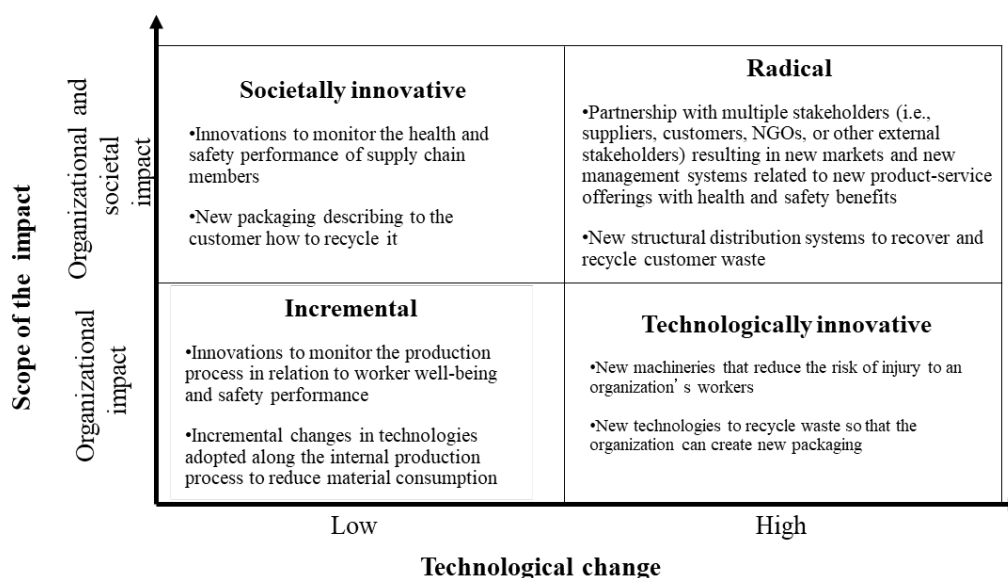 Scope of the impact
Organizational and
societal
impact
Organizational
impact
Societally innovative
•Innovations to monitor the health and
safety performance of supply chain
members
•New packaging describing to the
customer how to recycle it
Radical
•Partnership with multiple stakeholders (i.e.,
suppliers, customers, NGOs, or other external
stakeholders) resulting in new markets and new
management systems related to new product-service
offerings with health and safety benefits
•New structural distribution systems to recover and
recycle customer waste
Incremental
•Innovations to monitor the production
process in relation to worker well-being
and safety performance
•Incremental changes in technologies
adopted along the internal production
process to reduce material consumption
Technologically innovative
•New machineries that reduce the risk of injury to an
organization’ s workers
•New technologies to recycle waste so that the
organization can create new packaging
Low
High
Technological change